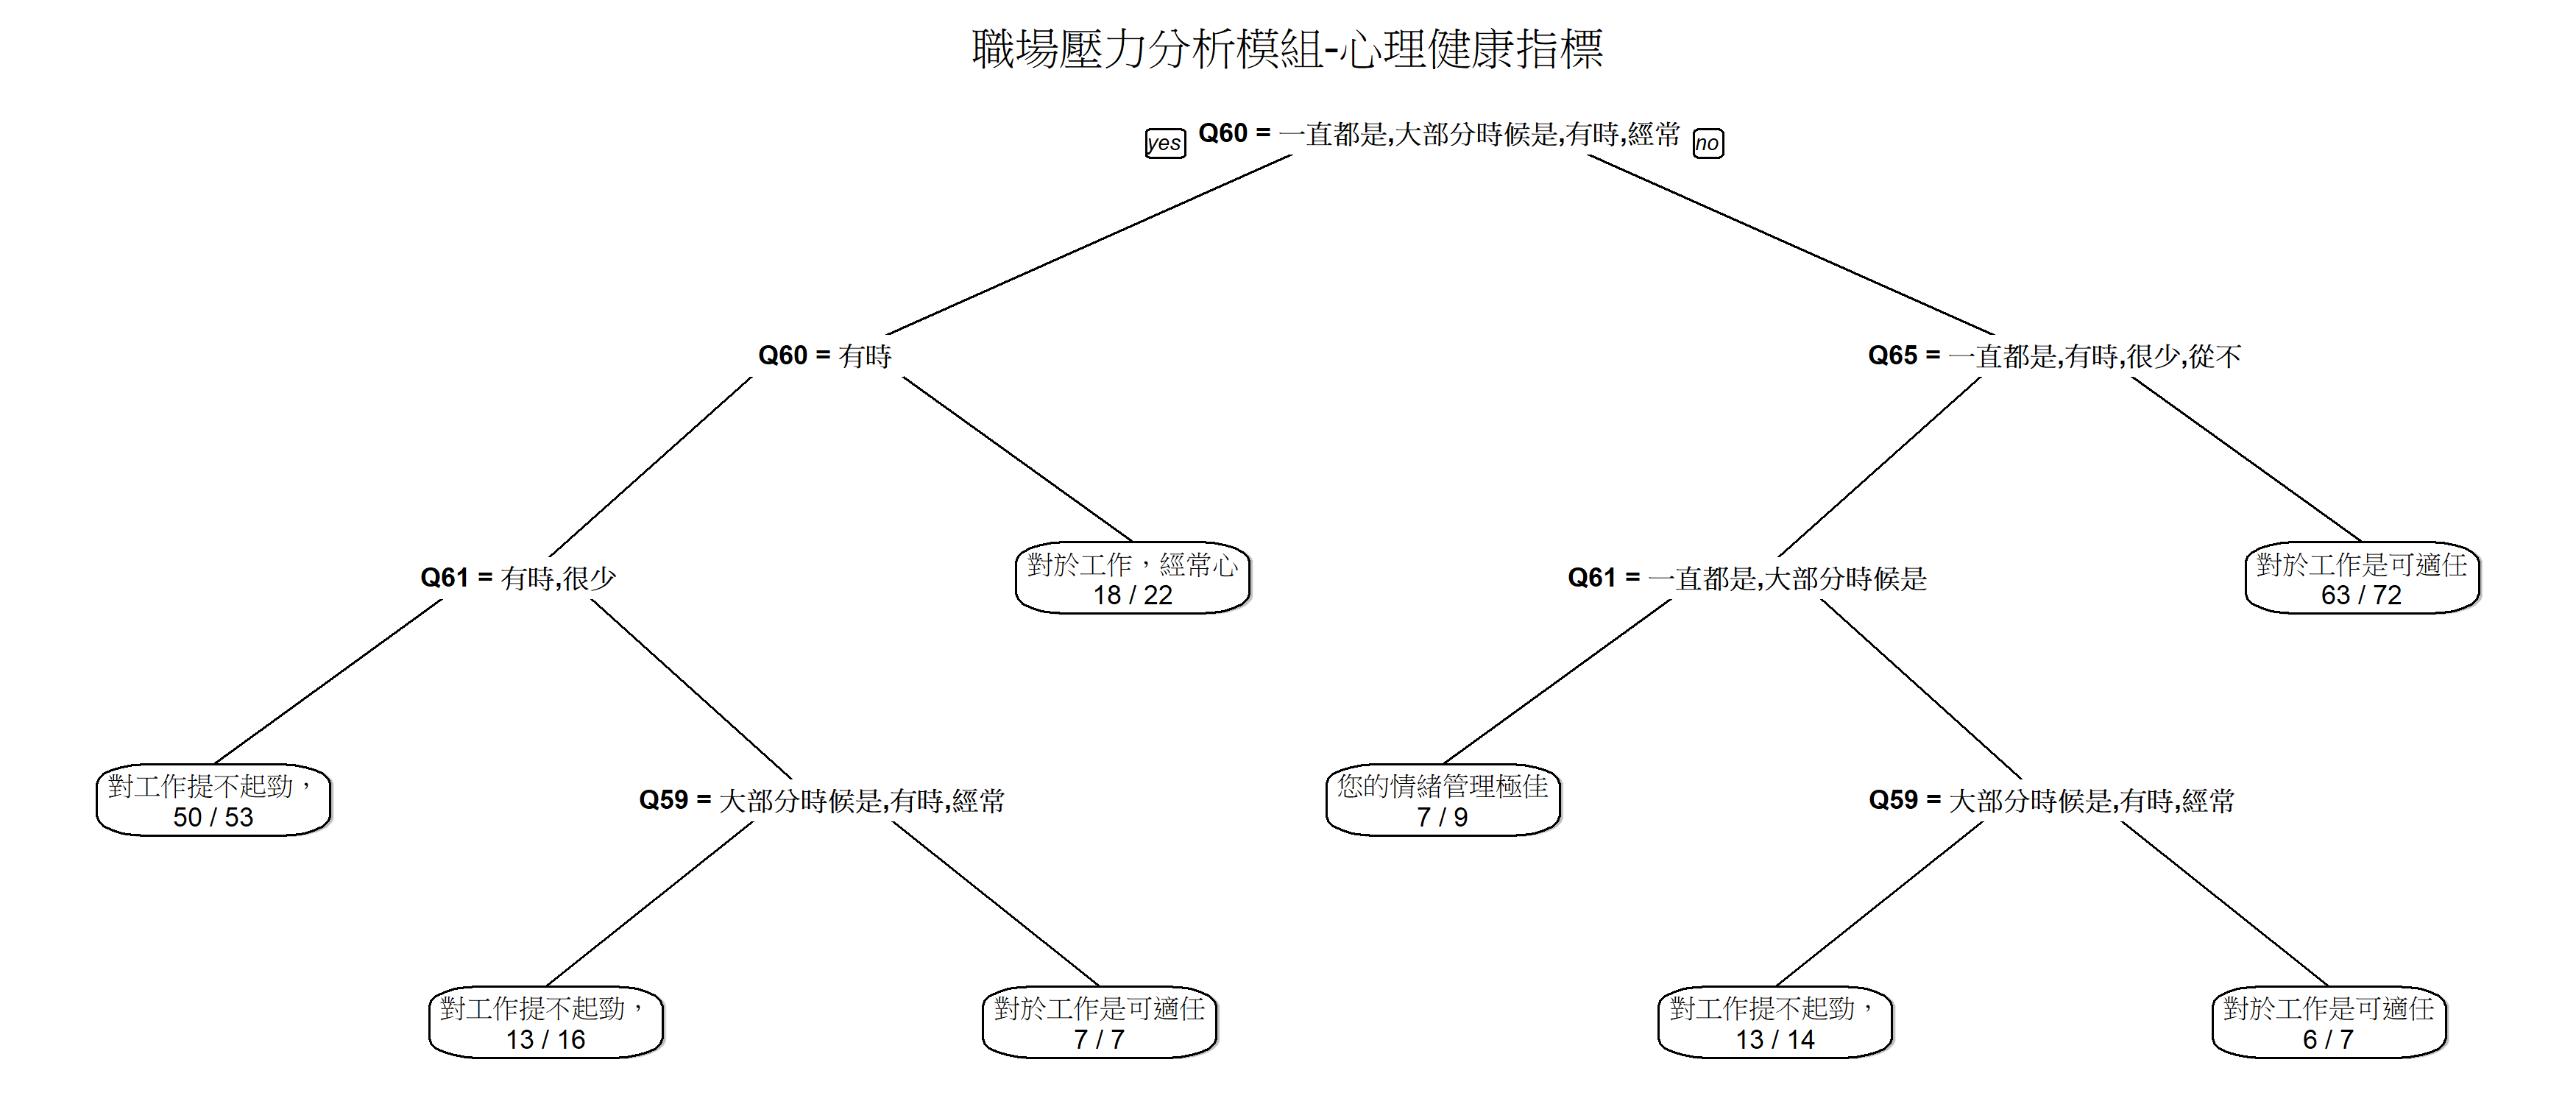 職場壓力分析模組-心理健康指標
yes Q60 = 一直都是,大部分時候是,有時,經常 no
Q60 = 有時
Q65 = 一直都是,有時,很少,從不
對於工作，經常心
18 / 22
對於工作是可適任
63 / 72
Q61 = 有時,很少
Q61 = 一直都是,大部分時候是
對工作提不起勁，
50 / 53
您的情緒管理極佳
7 / 9
Q59 = 大部分時候是,有時,經常
Q59 = 大部分時候是,有時,經常
對工作提不起勁，
13 / 16
對於工作是可適任
7 / 7
對工作提不起勁，
13 / 14
對於工作是可適任
6 / 7